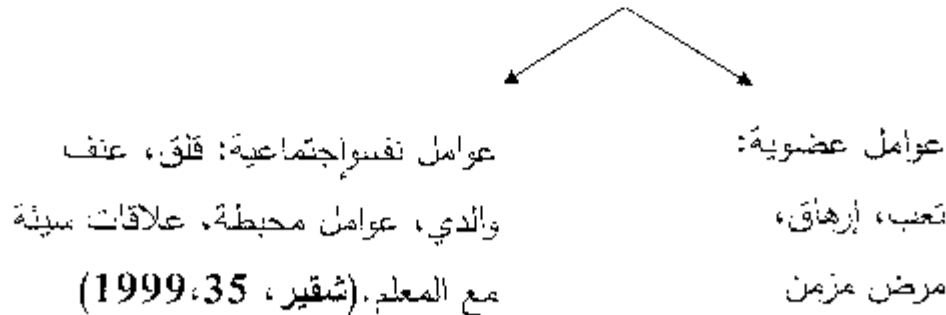 عوامل عضوية:
تعب، إرهاق،
مرض مزمن
عوامل نفسوإجتماعية: قلق، عنف
والدي، عوامل محبطة، علاقات سيئة
مع المعلم.(شقير، 1999،35)